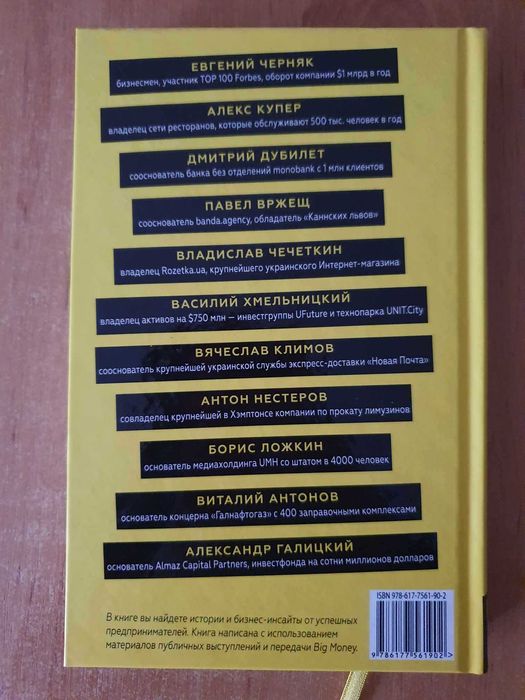 ЕВГЕНИЙ ЧЕРНЯК
бизнесмен, участник TOP 100 Forbes, оборот компании $1 млрд в год
АЛЕКС КУПЕР
владелец сети ресторанов, которые обслуживают 500 тыс. человек в год
ДМИТРИЙ ДУБИЛЕТ
сооснователь банка без отделений monobank с 1 млн клиентов
ПАВЕЛ ВРЖЕЩ
сооснователь banda.agency, обладатель «Каннских львов»
ВЛАДИСЛАВ ЧЕЧЕТКИН
владелец Rozetka.ua, крупнейшего украинского Интернет-магазина
ВАСИЛИЙ ХМЕЛЬНИЦКИЙ
владелец активов на $750 млн — инвестгруппы UFuture и технопарка UNIT.City
ВЯЧЕСЛАВ КЛИМОВ
сооснователь крупнейшей украинской службы экспресс-доставки «Новая Почта»
АНТОН НЕСТЕРОВ
совладелец крупнейшей в Хэмптонсе компании по прокату лимузинов
БОРИС ЛОЖКИН
основатель медиахолдинга UMH со штатом в 4000 человек
ВИТАЛИЙ АНТОНОВ
основатель концерна «Галнафтогаз» с 400 заправочными комплексами
АЛЕКСАНДР ГАЛИЦКИЙ
основатель Almaz Capital Partners, инвестфонда на сотни миллионов долларов
В книге вы найдете истории и бизнес-инсайты от успешных
предпринимателей. Книга написана с использованием
материалов публичных выступлений и передачи Big Money.
ISBN 978-617-7561-90-2
9 786177 561902 >